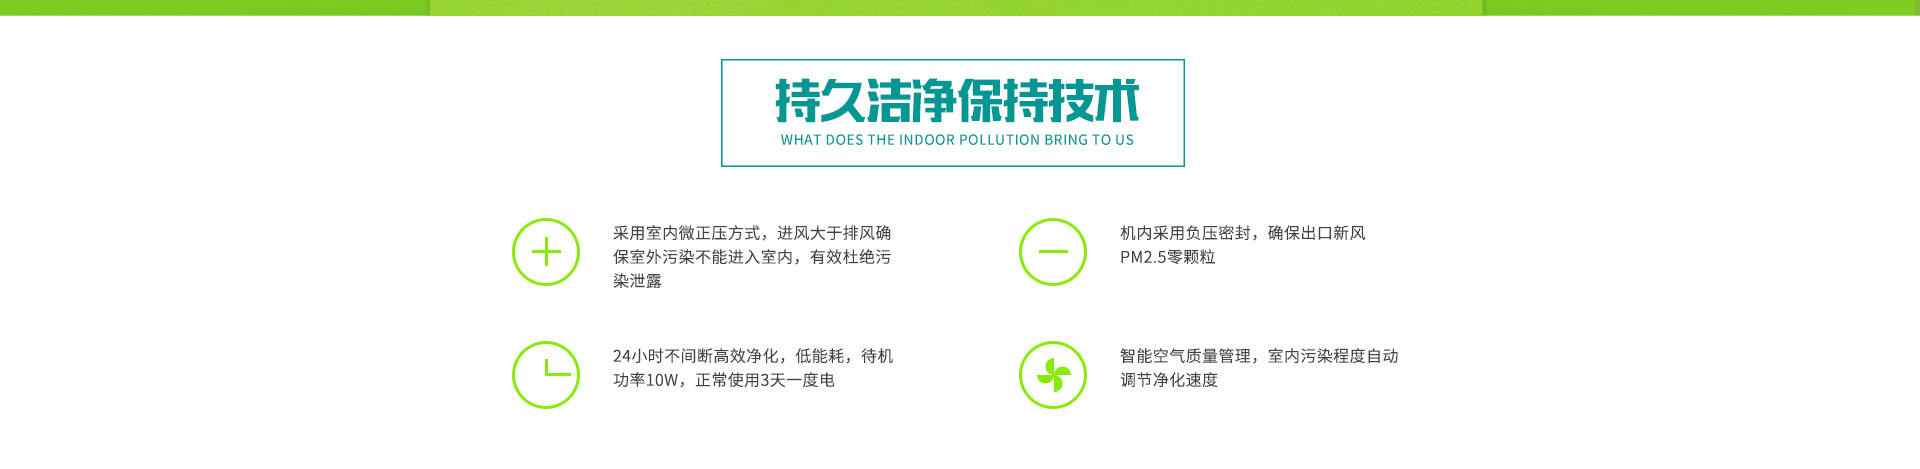 持久洁净保持技术
WHAT DOES THE INDOOR POLLUTION BRING TO US
采用室内微正压方式，进风大于排风确
保室外污染不能进入室内，有效杜绝污
染泄露
机内采用负压密封，确保出口新风
PM2.5零颗粒
24小时不间断高效净化，低能耗，待机
功率10W，正常使用3天一度电
智能空气质量管理，室内污染程度自动
调节净化速度